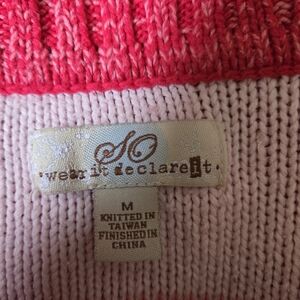 SO
·wear it declare it·
M
KNITTED IN
TAIWAN
FINISHED IN
CHINA